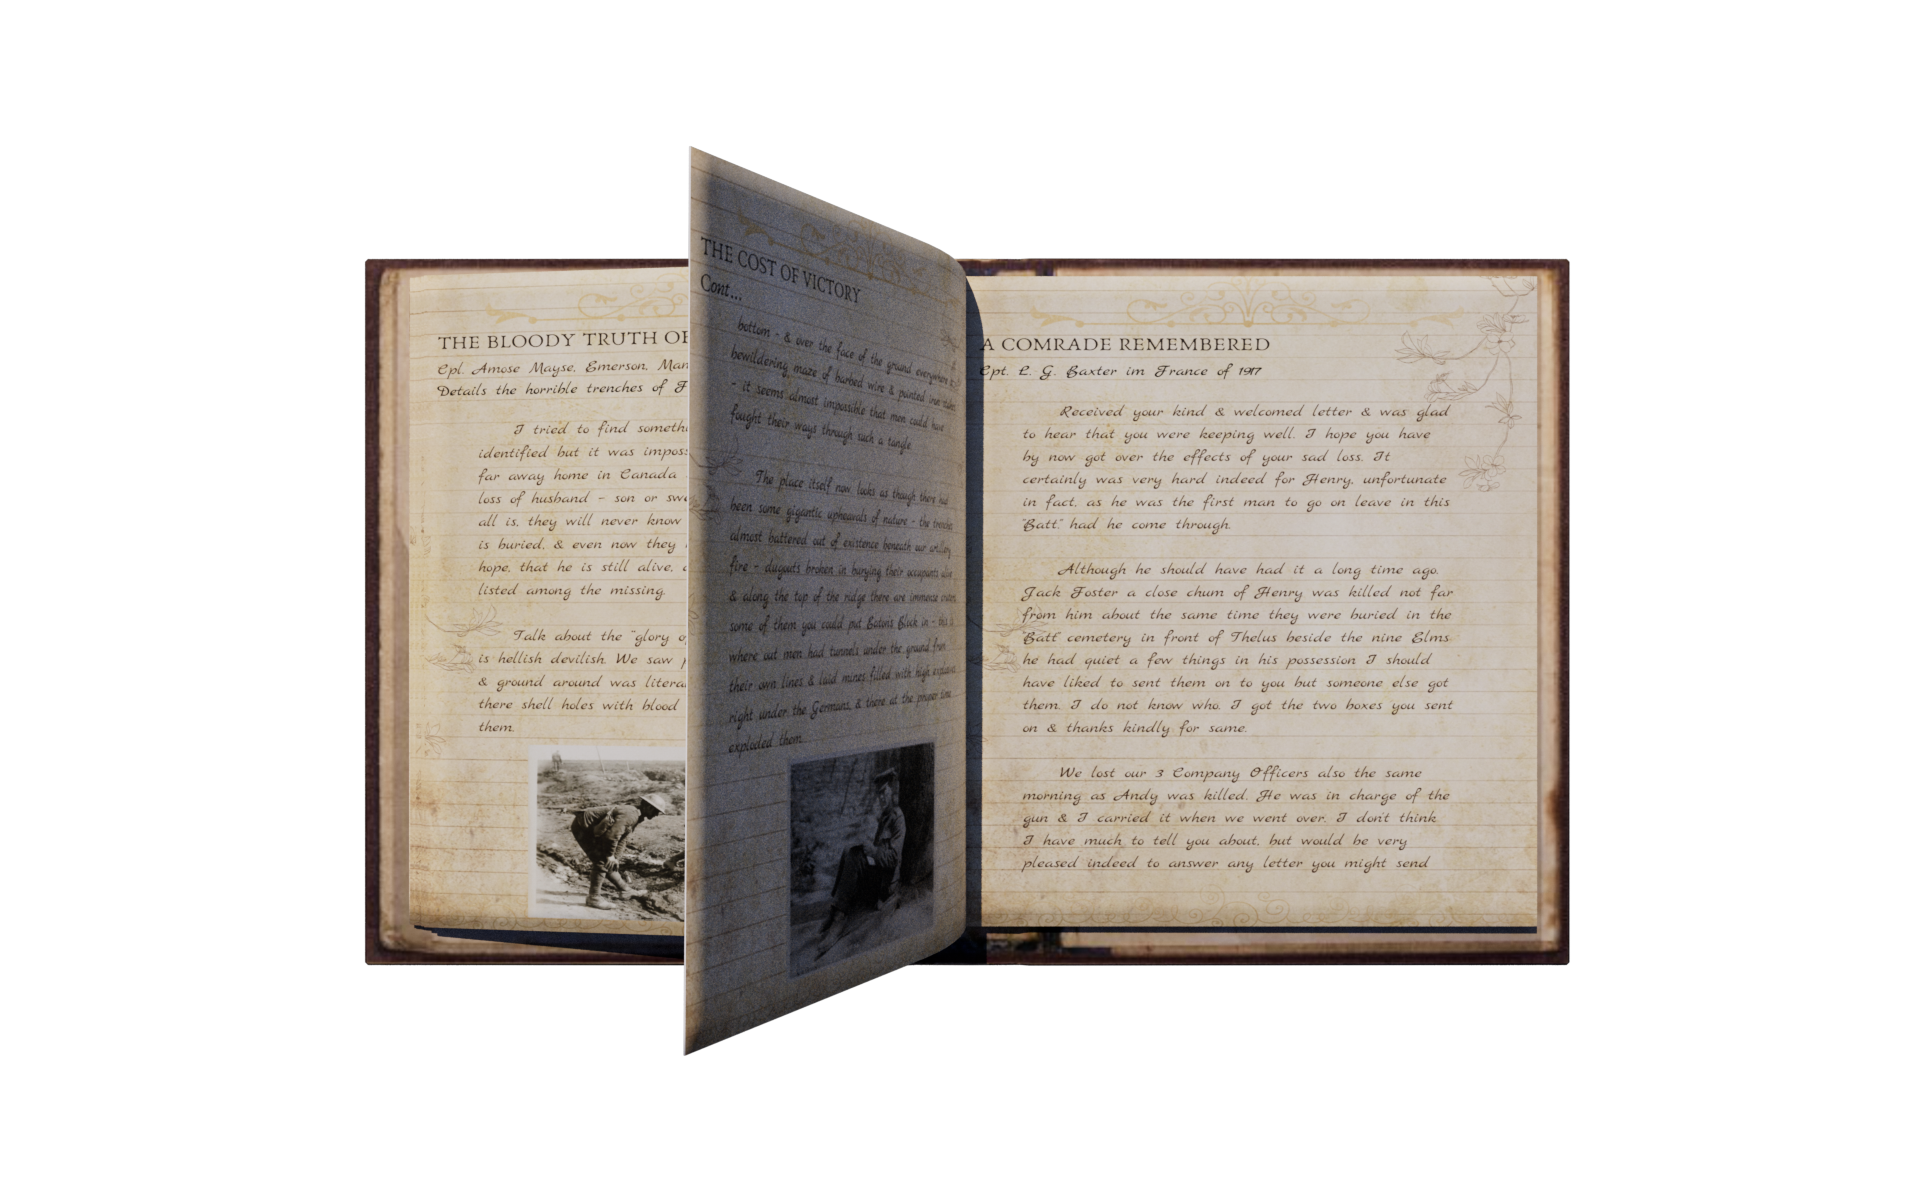 THE BLOODY TRUTH OF
Cpl. Amose Mayse, Emerson, Man
Details the horrible trenches of F
I tried to find someth
identified but it was impos
far away home in Canada
loss of husband - son or swe
all is, they will never know
is buried, & even now they
hope, that he is still alive,
listed among the missing.
Talk about the "glory o
is hellish devilish. We saw
& ground around was litera
there shell holes with blood
them.
THE COST OF VICTORY
Cont...
bottom - & over the face of the ground everywhere
bewildering maze of barbed wire & pointed iron
- it seems almost impossible that men could have
fought their ways through such a tangle.
The place itself now looks as though there had
been some gigantic upheavals of nature - the trenches
almost battered out of existence beneath our artillery
fire - dugouts broken in burying their occupants alive
& along the top of the ridge there are immense craters
some of them you could put Eaton's Block in - this is
where out men had tunnels under the ground from
their own lines & laid mines filled with high explosives
right under the Germans, & there at the proper time
exploded them.
A COMRADE REMEMBERED
Cpt. L. G. Baxter im France of 1917
Received your kind & welcomed letter & was glad
to hear that you were keeping well. I hope you have
by now got over the effects of your sad loss. It
certainly was very hard indeed for Henry, unfortunate
in fact, as he was the first man to go on leave in this
"Batt." had he come through.
Although he should have had it a long time ago.
Jack Foster a close chum of Henry was killed not far
from him about the same time they were buried in the
"Batt" cemetery in front of Thelus beside the nine Elms
he had quiet a few things in his possession I should
have liked to sent them on to you but someone else got
them. I do not know who. I got the two boxes you sent
on & thanks kindly for same.
We lost our 3 Company Officers also the same
morning as Andy was killed. He was in charge of the
gun & I carried it when we went over. I don't think
I have much to tell you about, but would be very
pleased indeed to answer any letter you might send